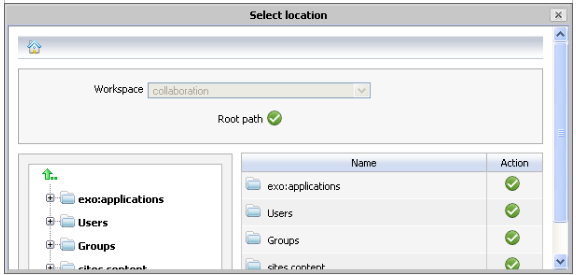 Select location
Workspace collaboration
Root path
Name Action
exo:applications
Users
Groups
sites content
exo:applications
Users
Groups
sites content